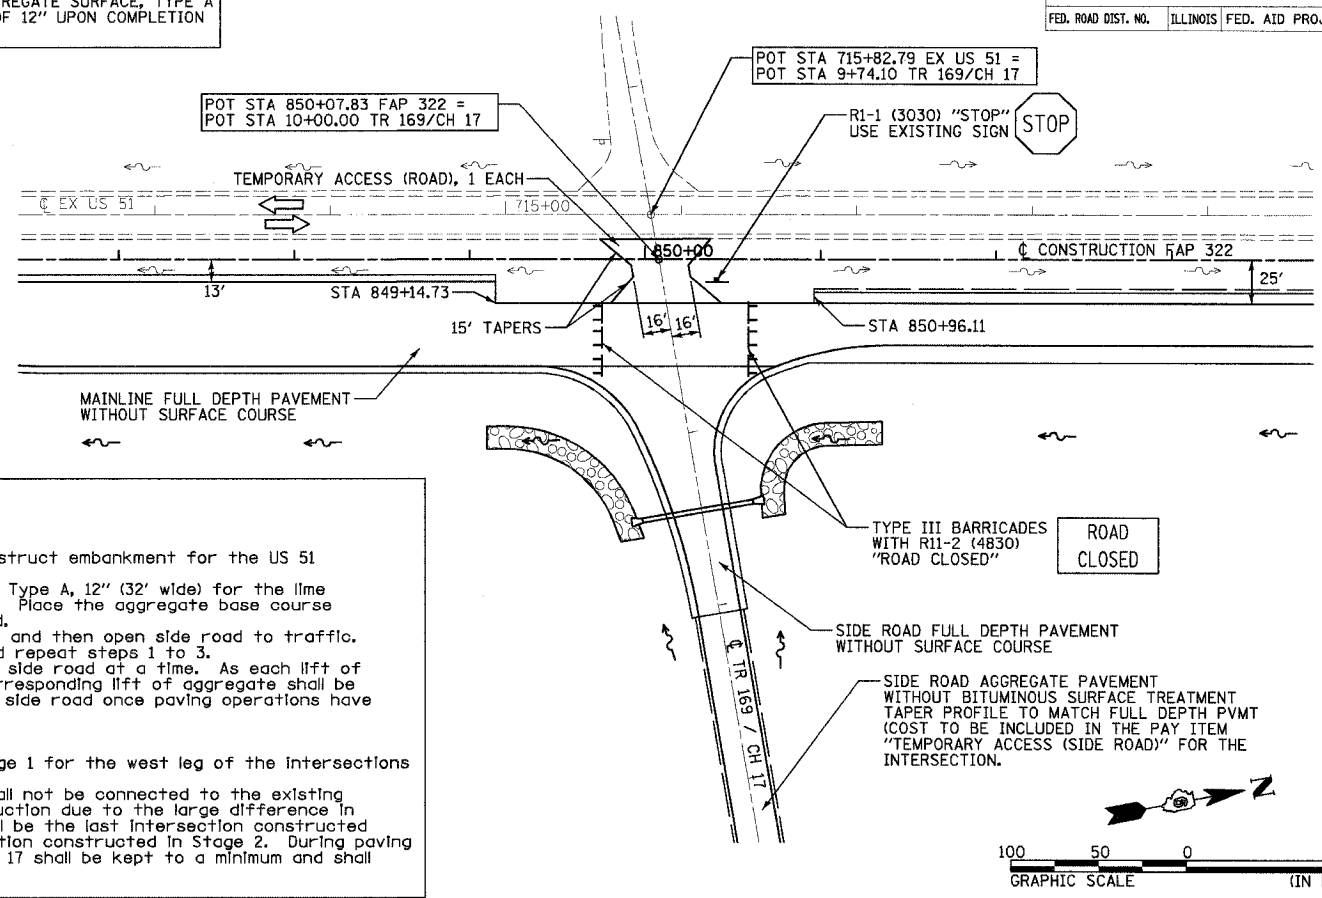 REGATE SURFACE, TYPE A
OF 12" UPON COMPLETION
FED. ROAD DIST. NO. ILLINOIS FED. AID PROJ
POT STA 715+82.79 EX US 51 =
POT STA 9+74.10 TR 169/CH 17
POT STA 850+07.83 FAP 322 =
POT STA 10+00.00 TR 169/CH 17
R1-1 (3030) "STOP"
USE EXISTING SIGN
STOP
TEMPORARY ACCESS (ROAD), 1 EACH
℄ EX US 51
715+00
850+00
℄ CONSTRUCTION FAP 322
13'
STA 849+14.73
25'
15' TAPERS
16' 16'
STA 850+96.11
MAINLINE FULL DEPTH PAVEMENT
WITHOUT SURFACE COURSE
TYPE III BARRICADES
WITH R11-2 (4830)
"ROAD CLOSED"
ROAD
CLOSED
struct embankment for the US 51
Type A, 12" (32' wide) for the lime
Place the aggregate base course
d.
and then open side road to traffic.
d repeat steps 1 to 3.
side road at a time. As each lift of
rresponding lift of aggregate shall be
side road once paving operations have
ge 1 for the west leg of the intersections
all not be connected to the existing
uction due to the large difference in
ll be the last intersection constructed
tion constructed in Stage 2. During paving
17 shall be kept to a minimum and shall
SIDE ROAD FULL DEPTH PAVEMENT
WITHOUT SURFACE COURSE
℄ TR 169 / CH 17
SIDE ROAD AGGREGATE PAVEMENT
WITHOUT BITUMINOUS SURFACE TREATMENT
TAPER PROFILE TO MATCH FULL DEPTH PVMT
(COST TO BE INCLUDED IN THE PAY ITEM
"TEMPORARY ACCESS (SIDE ROAD)" FOR THE
INTERSECTION.
N
100 50 0
GRAPHIC SCALE (IN